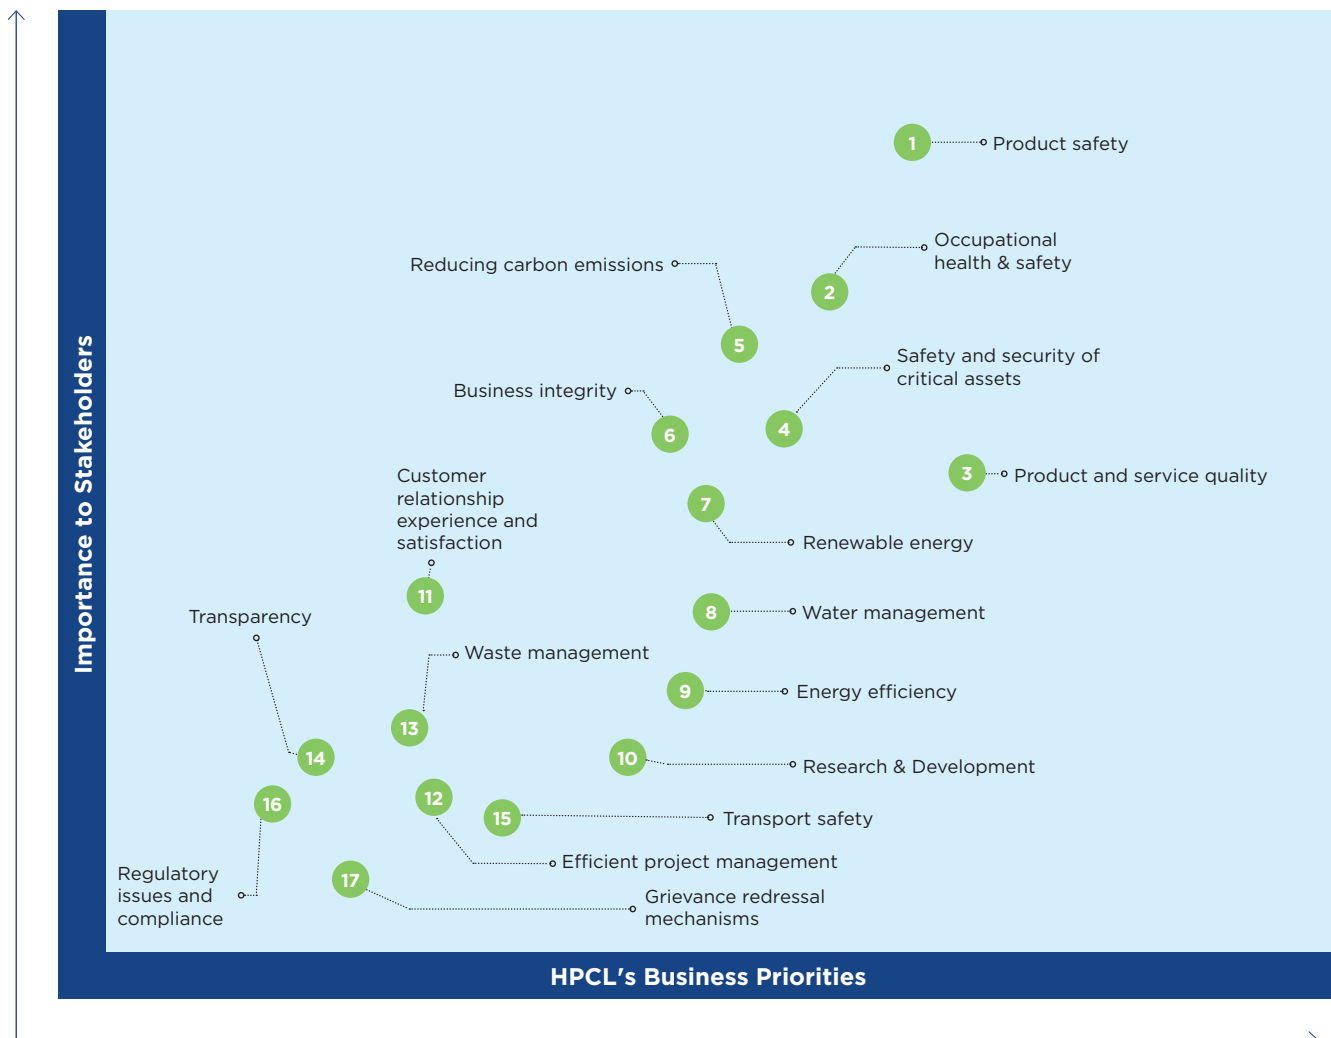 1
Product safety
Occupational
health & safety
Reducing carbon emissions
2
5
Safety and security of
critical assets
Business integrity
4
6
3
Product and service quality
Customer
relationship
experience and
satisfaction
7
Renewable energy
11
8
Water management
Transparency
Waste management
9
Energy efficiency
13
14
10
Research & Development
16
12
15
Transport safety
Efficient project management
Regulatory
issues and
compliance
17
Grievance redressal
mechanisms
Importance to Stakeholders
HPCL's Business Priorities